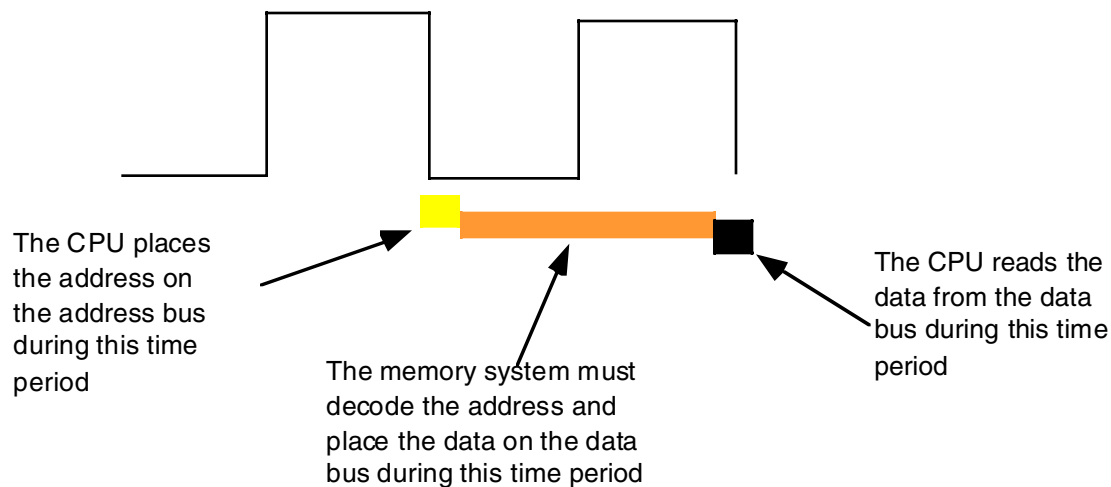 The CPU places
the address on
the address bus
during this time
period
The memory system must
decode the address and
place the data on the data
bus during this time period
The CPU reads the
data from the data
bus during this time
period